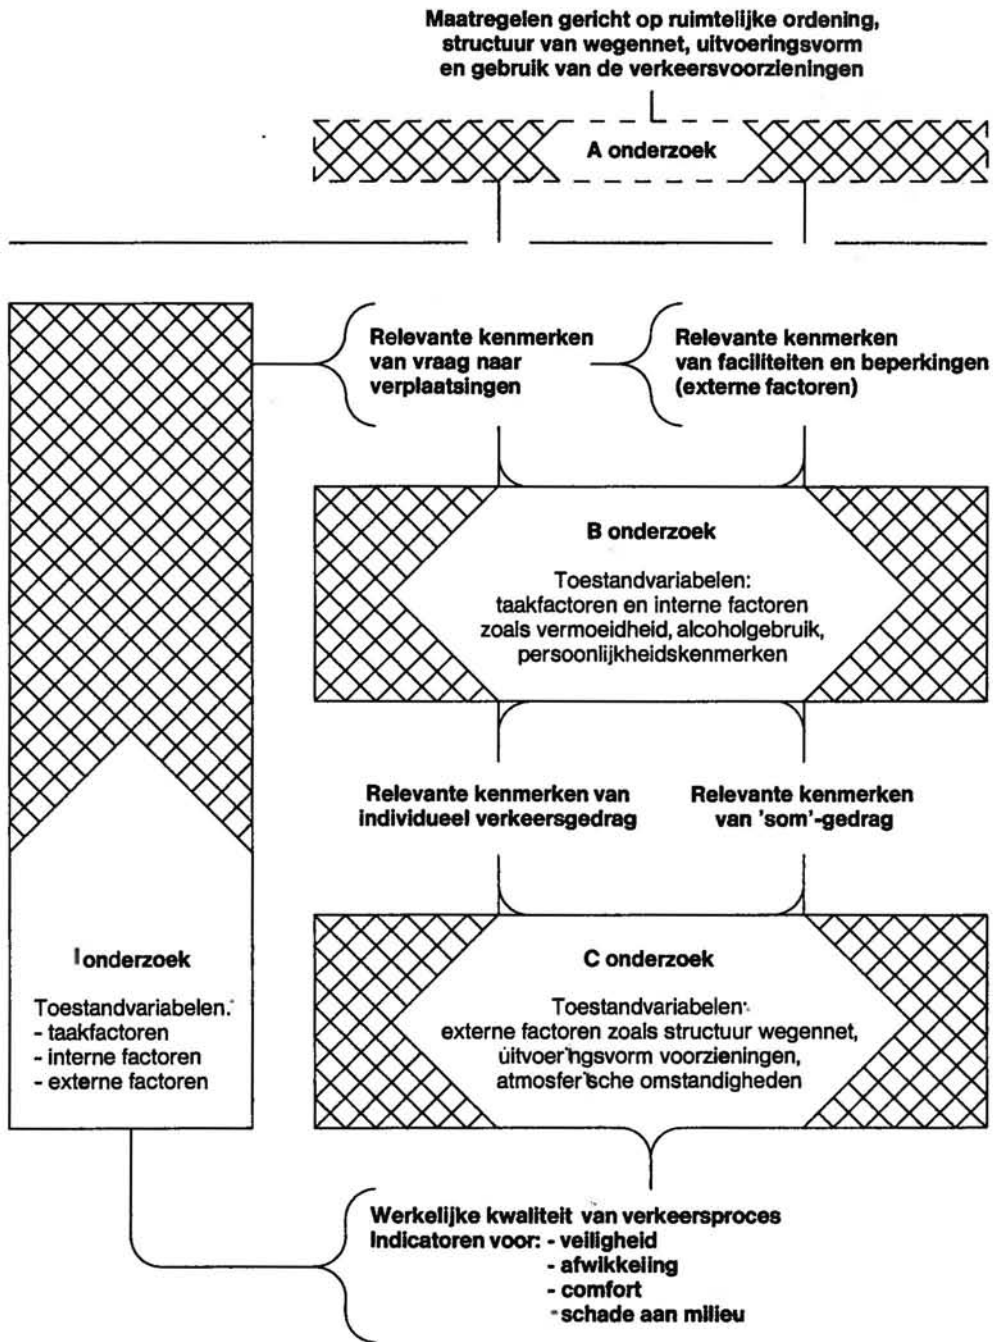 Maatregelen gericht op ruimtelijke ordening,
structuur van wegennet, uitvoeringsvorm
en gebruik van de verkeersvoorzieningen
A onderzoek
Relevante kenmerken
van vraag naar
verplaatsingen
Relevante kenmerken
van faciliteiten en beperkingen
(externe factoren)
B onderzoek
Toestandvariabelen:
taakfactoren en interne factoren
zoals vermoeidheid, alcoholgebruik,
persoonlijkheidskenmerken
Relevante kenmerken van
individueel verkeersgedrag
Relevante kenmerken
van 'som'-gedrag
I onderzoek
Toestandvariabelen:
- taakfactoren
- interne factoren
- externe factoren
C onderzoek
Toestandvariabelen:
externe factoren zoals structuur wegennet,
uitvoeringsvorm voorzieningen,
atmosferische omstandigheden
Werkelijke kwaliteit van verkeersproces
Indicatoren voor: - veiligheid
- afwikkeling
- comfort
- schade aan milieu